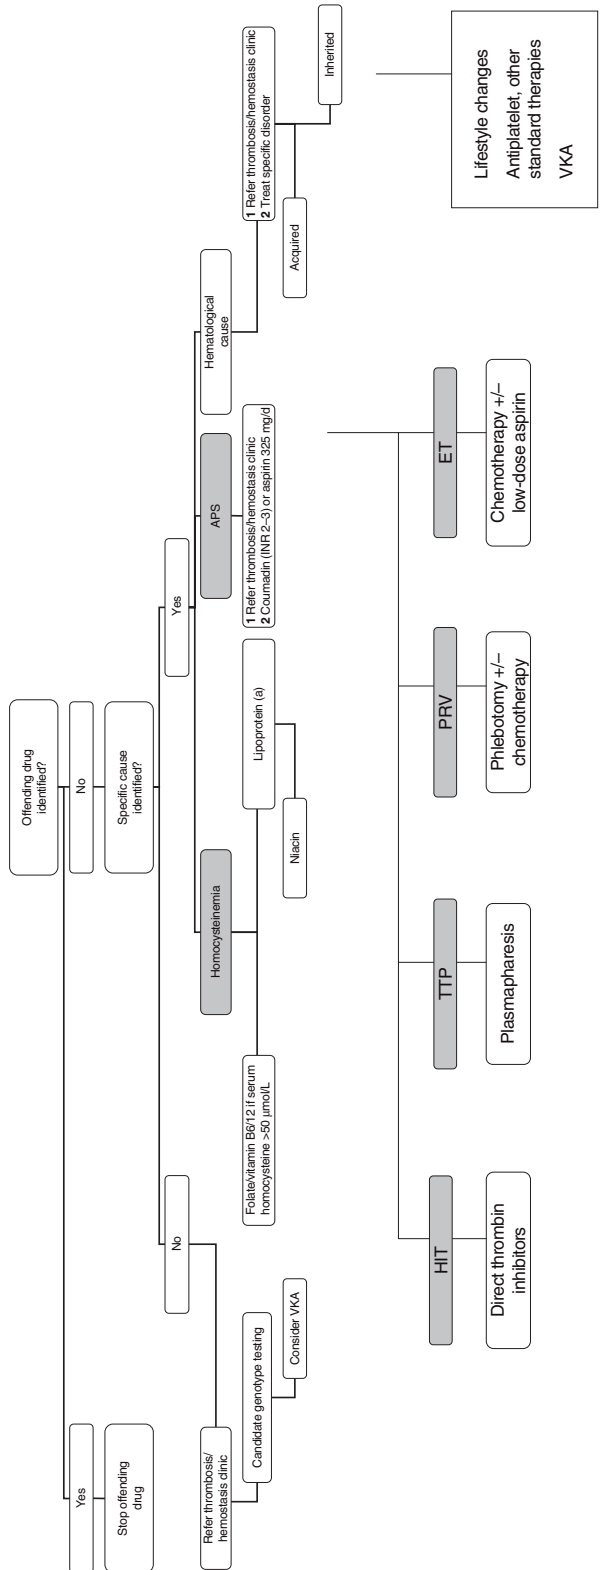 Offending drug
identified?
Yes
No
Stop offending
drug
Specific cause
identified?
No
Yes
Refer thrombosis/
hemostasis clinic
Homocysteinemia
APS
Hematological
cause
Candidate genotype testing
Folate/vitamin B6/12 if serum
homocysteine >50 µmol/L
Lipoprotein (a)
1 Refer thrombosis/hemostasis clinic
2 Coumadin (INR 2–3) or aspirin 325 mg/d
1 Refer thrombosis/hemostasis clinic
2 Treat specific disorder
Consider VKA
Niacin
Acquired
Inherited
HIT
TTP
PRV
ET
Direct thrombin
inhibitors
Plasmapharesis
Phlebotomy +/–
chemotherapy
Chemotherapy +/–
low-dose aspirin
Lifestyle changes
Antiplatelet, other
standard therapies
VKA